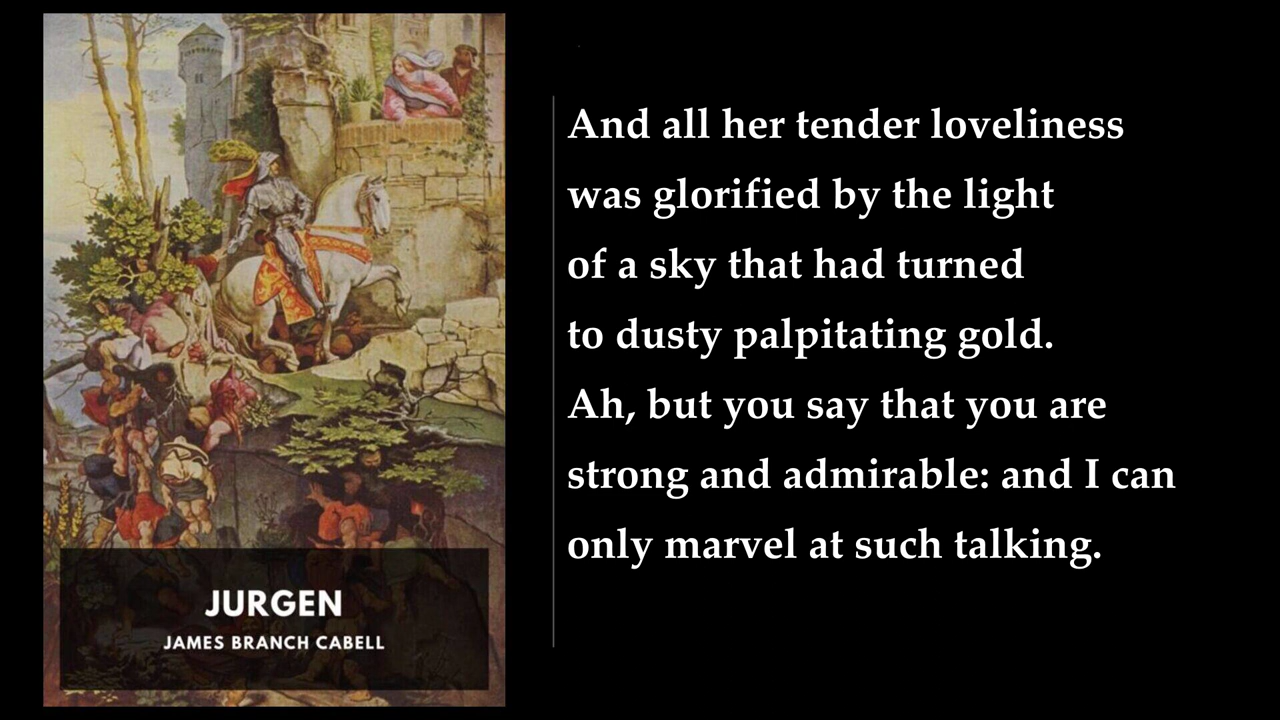 And all her tender loveliness
was glorified by the light
of a sky that had turned
to dusty palpitating gold.
Ah, but you say that you are
strong and admirable: and I can
only marvel at such talking.
JURGEN
JAMES BRANCH CABELL